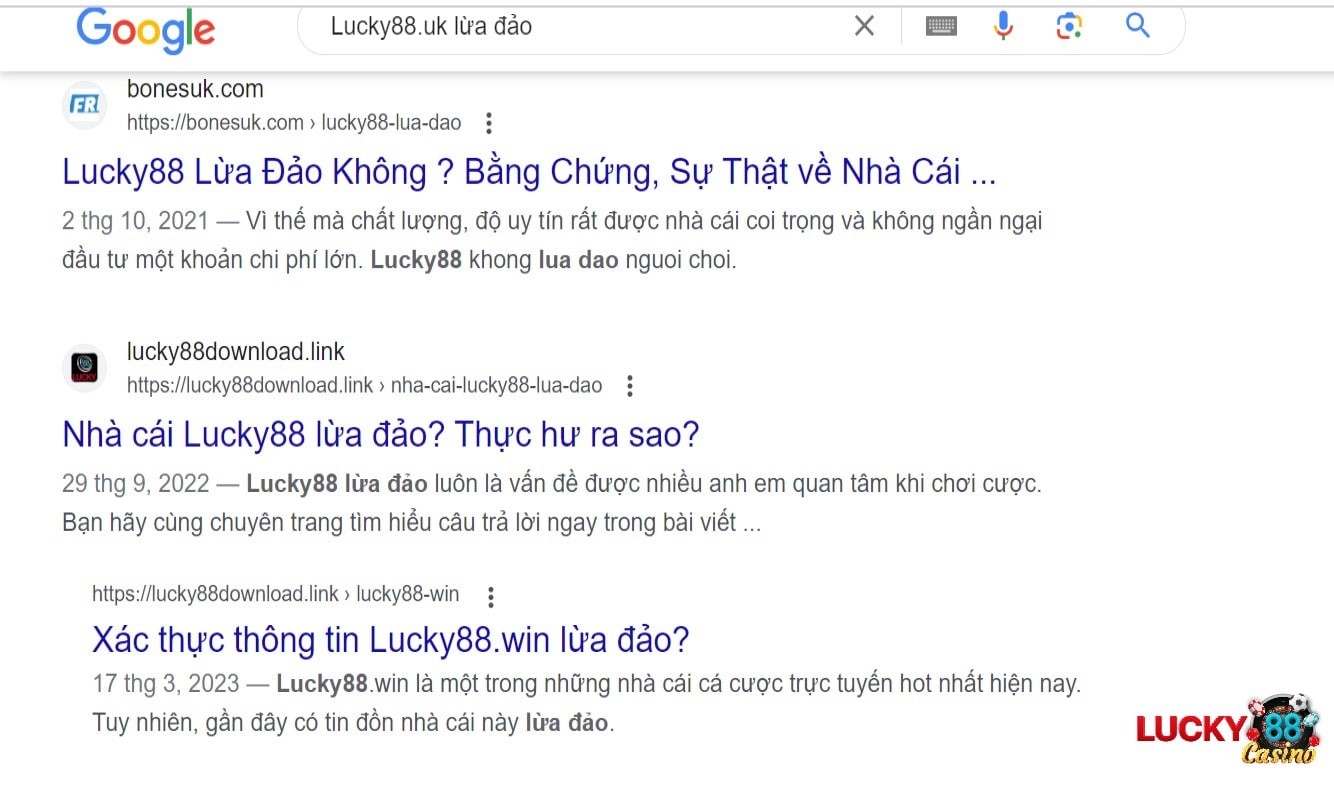 Google
Lucky88.uk lừa đảo
FR
bonesuk.com
https://bonesuk.com › lucky88-lua-dao
Lucky88 Lừa Đảo Không ? Bằng Chứng, Sự Thật về Nhà Cái ...
2 thg 10, 2021 — Vì thế mà chất lượng, độ uy tín rất được nhà cái coi trọng và không ngần ngại
đầu tư một khoản chi phí lớn. Lucky88 khong lua dao nguoi choi.
lucky88download.link
https://lucky88download.link › nha-cai-lucky88-lua-dao
LUCKY
Nhà cái Lucky88 lừa đảo? Thực hư ra sao?
29 thg 9, 2022 — Lucky88 lừa đảo luôn là vấn đề được nhiều anh em quan tâm khi chơi cược.
Bạn hãy cùng chuyên trang tìm hiểu câu trả lời ngay trong bài viết ...
https://lucky88download.link › lucky88-win
Xác thực thông tin Lucky88.win lừa đảo?
17 thg 3, 2023 — Lucky88.win là một trong những nhà cái cá cược trực tuyến hot nhất hiện nay.
Tuy nhiên, gần đây có tin đồn nhà cái này lừa đảo.
LUCKY 88
Casino